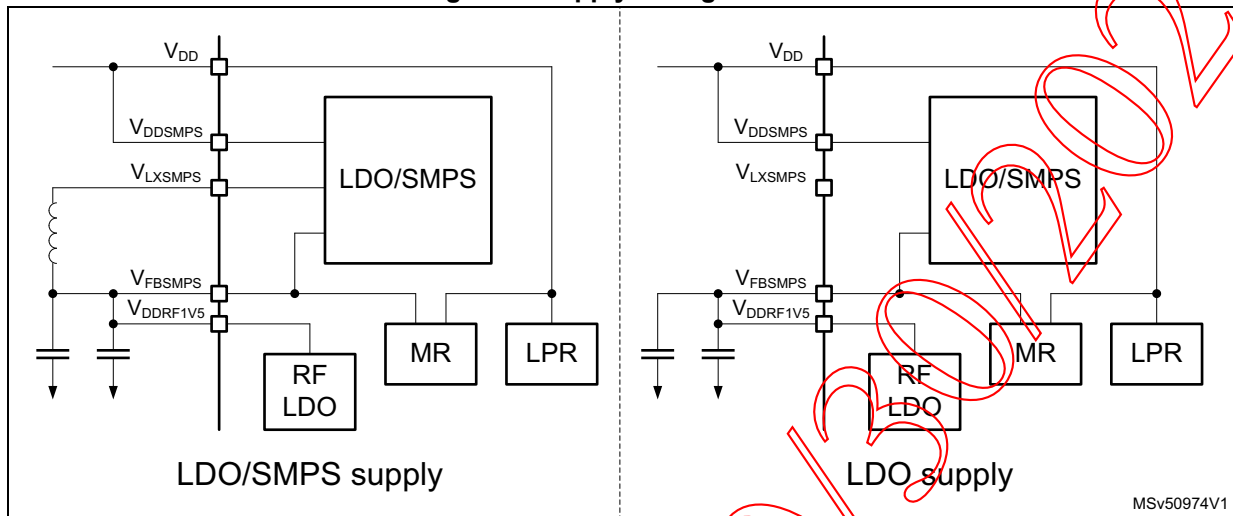 VDD
VDDSMPS
VLXSMPS
LDO/SMPS
VFBSMPS
VDDRF1V5
MR
LPR
RF
LDO
LDO/SMPS supply
VDD
VDDSMPS
VLXSMPS
LDO/SMPS
VFBSMPS
VDDRF1V5
MR
LPR
RF
LDO
LDO supply
MSv50974V1